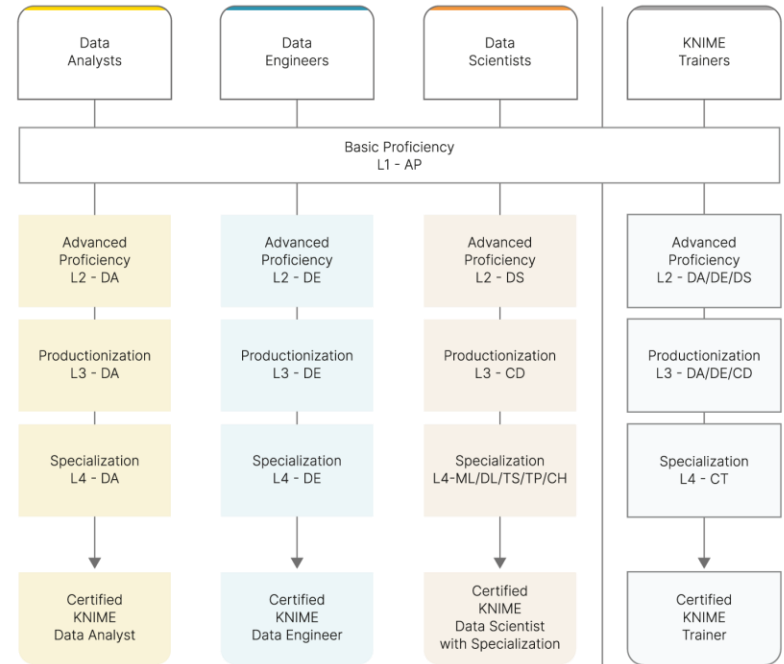 Data
Analysts
Data
Engineers
Data
Scientists
KNIME
Trainers
Basic Proficiency
L1 - AP
Advanced
Proficiency
L2 - DA
Advanced
Proficiency
L2 - DE
Advanced
Proficiency
L2 - DS
Advanced
Proficiency
L2 - DA/DE/DS
Productionization
L3 - DA
Productionization
L3 - DE
Productionization
L3 - CD
Productionization
L3 - DA/DE/CD
Specialization
L4 - DA
Specialization
L4 - DE
Specialization
L4-ML/DL/TS/TP/CH
Specialization
L4 - CT
Certified
KNIME
Data Analyst
Certified
KNIME
Data Engineer
Certified
KNIME
Data Scientist
with Specialization
Certified
KNIME
Trainer